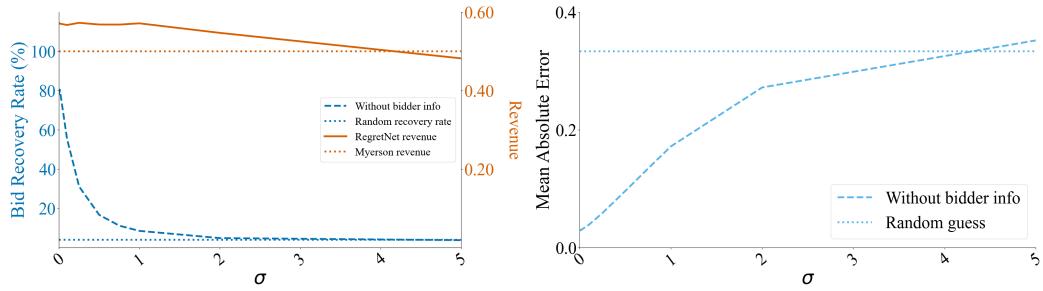 Bid Recovery Rate (%)
100
80
60
40
20
0.60
0.40
0.20
Revenue
Without bidder info
Random recovery rate
RegretNet revenue
Myerson revenue
0 1 2 3 4 5
σ
Mean Absolute Error
0.4
0.2
0.0
Without bidder info
Random guess
0 1 2 3 4 5
σ